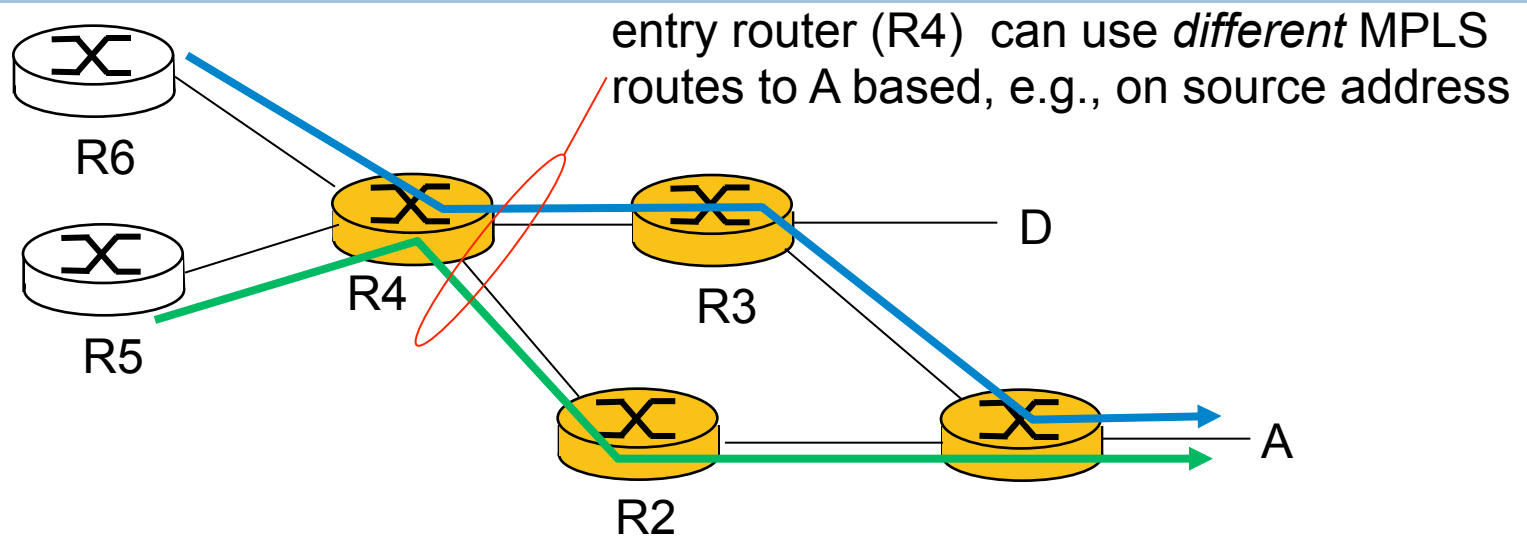 entry router (R4) can use different MPLS
routes to A based, e.g., on source address
R6
R4
R3
D
R5
R2
A